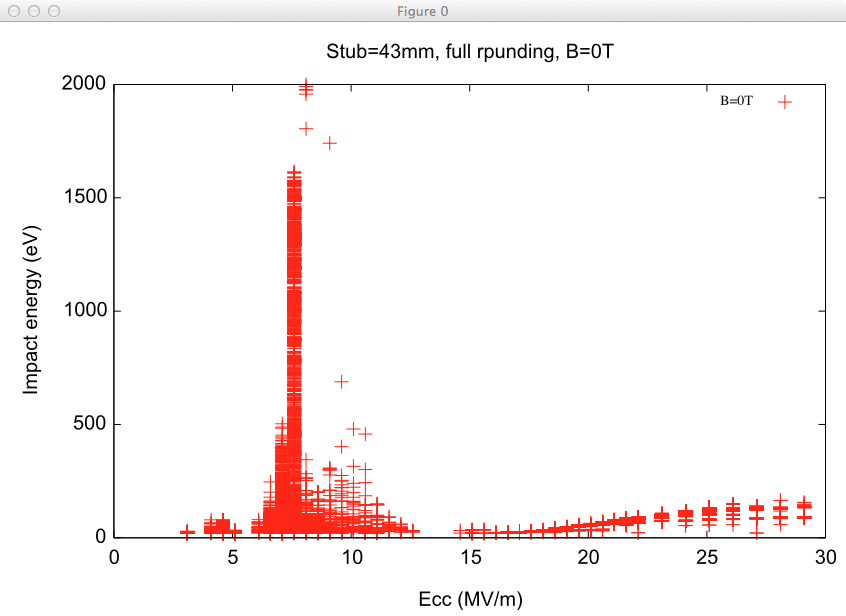 Figure 0
Stub=43mm, full rpunding, B=0T
B=0T
2000
1500
1000
500
0
Impact energy (eV)
0 5 10 15 20 25 30
Ecc (MV/m)